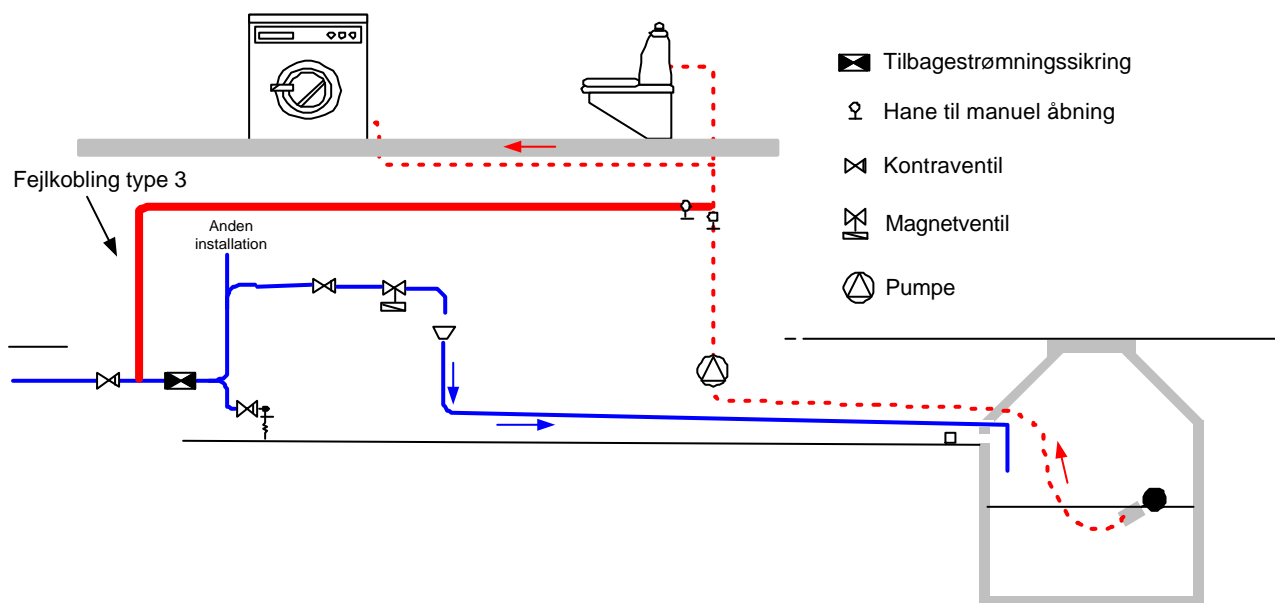 Tilbagestrømningssikring
Hane til manuel åbning
Kontraventil
Magnetventil
Pumpe
Fejlkobling type 3
Anden
installation